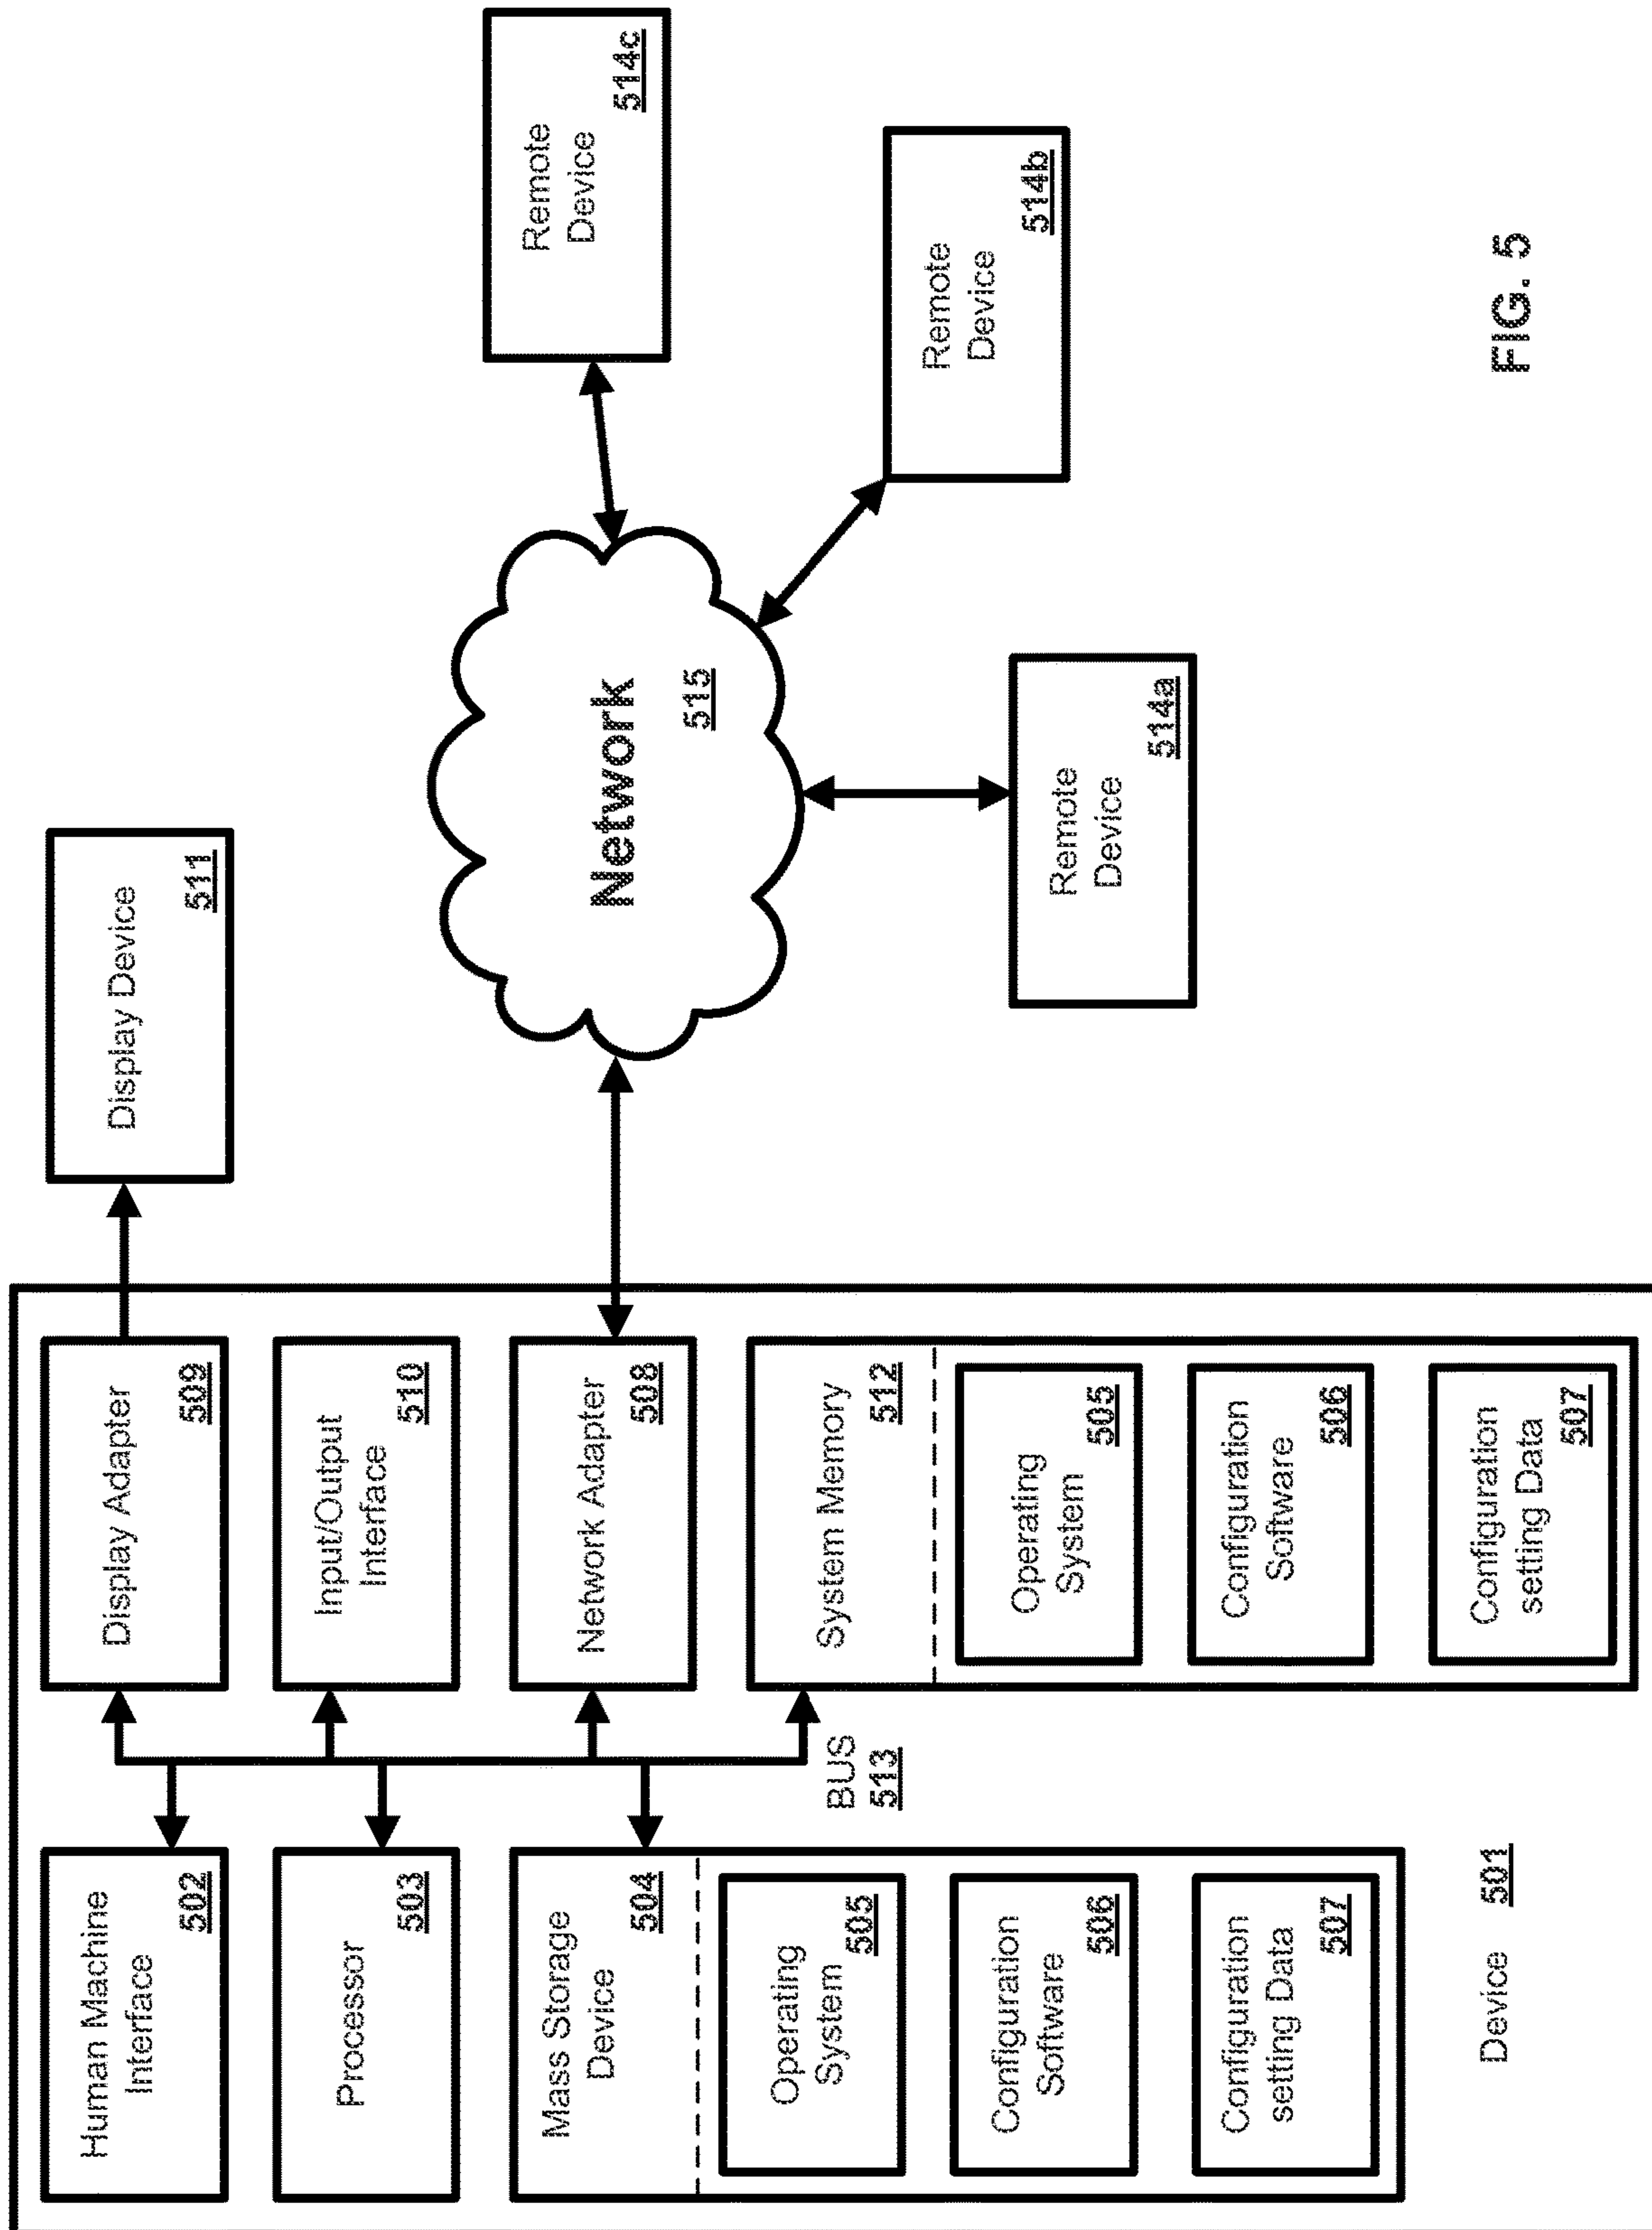 Human Machine
Interface
502
Processor
503
Mass Storage
Device
504
Operating
System
505
Configuration
Software
506
Configuration
setting Data
507
Device 501
BUS
513
Display Adapter
509
Input/Output
Interface
510
Network Adapter
508
System Memory
512
Operating
System
505
Configuration
Software
506
Configuration
setting Data
507
Display Device
511
Network
515
Remote
Device
514a
Remote
Device
514b
Remote
Device
514c
FIG. 5